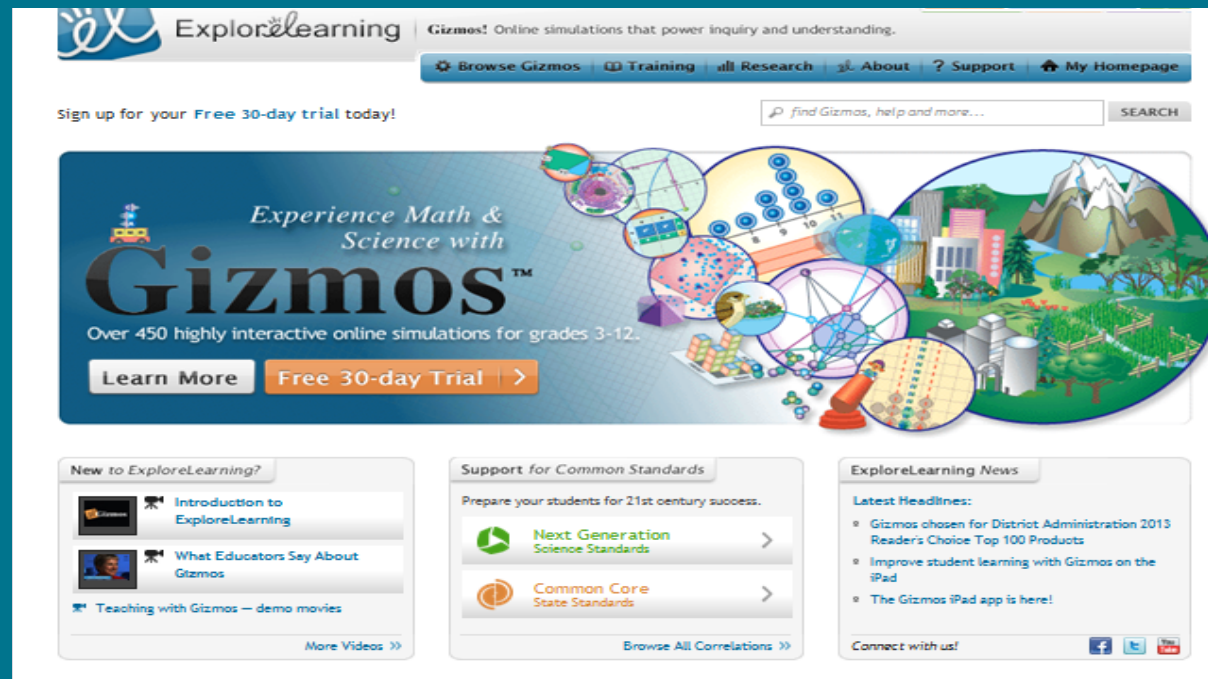 ExploreLearning
Gizmos! Online simulations that power inquiry and understanding.
Browse Gizmos Training Research About ? Support My Homepage
Sign up for your Free 30-day trial today!
find Gizmos, help and more...
SEARCH
Experience Math &
Science with
Gizmos™
Over 450 highly interactive online simulations for grades 3-12.
Learn More
Free 30-day Trial
8 9 10 11
New to ExploreLearning?
Introduction to
ExploreLearning
What Educators Say About
Gizmos
Teaching with Gizmos — demo movies
More Videos >>
Support for Common Standards
Prepare your students for 21st century success.
Next Generation
Science Standards
Common Core
State Standards
Browse All Correlations >>
ExploreLearning News
Latest Headlines:
Gizmos chosen for District Administration 2013
Reader's Choice Top 100 Products
Improve student learning with Gizmos on the
iPad
The Gizmos iPad app is here!
Connect with us!